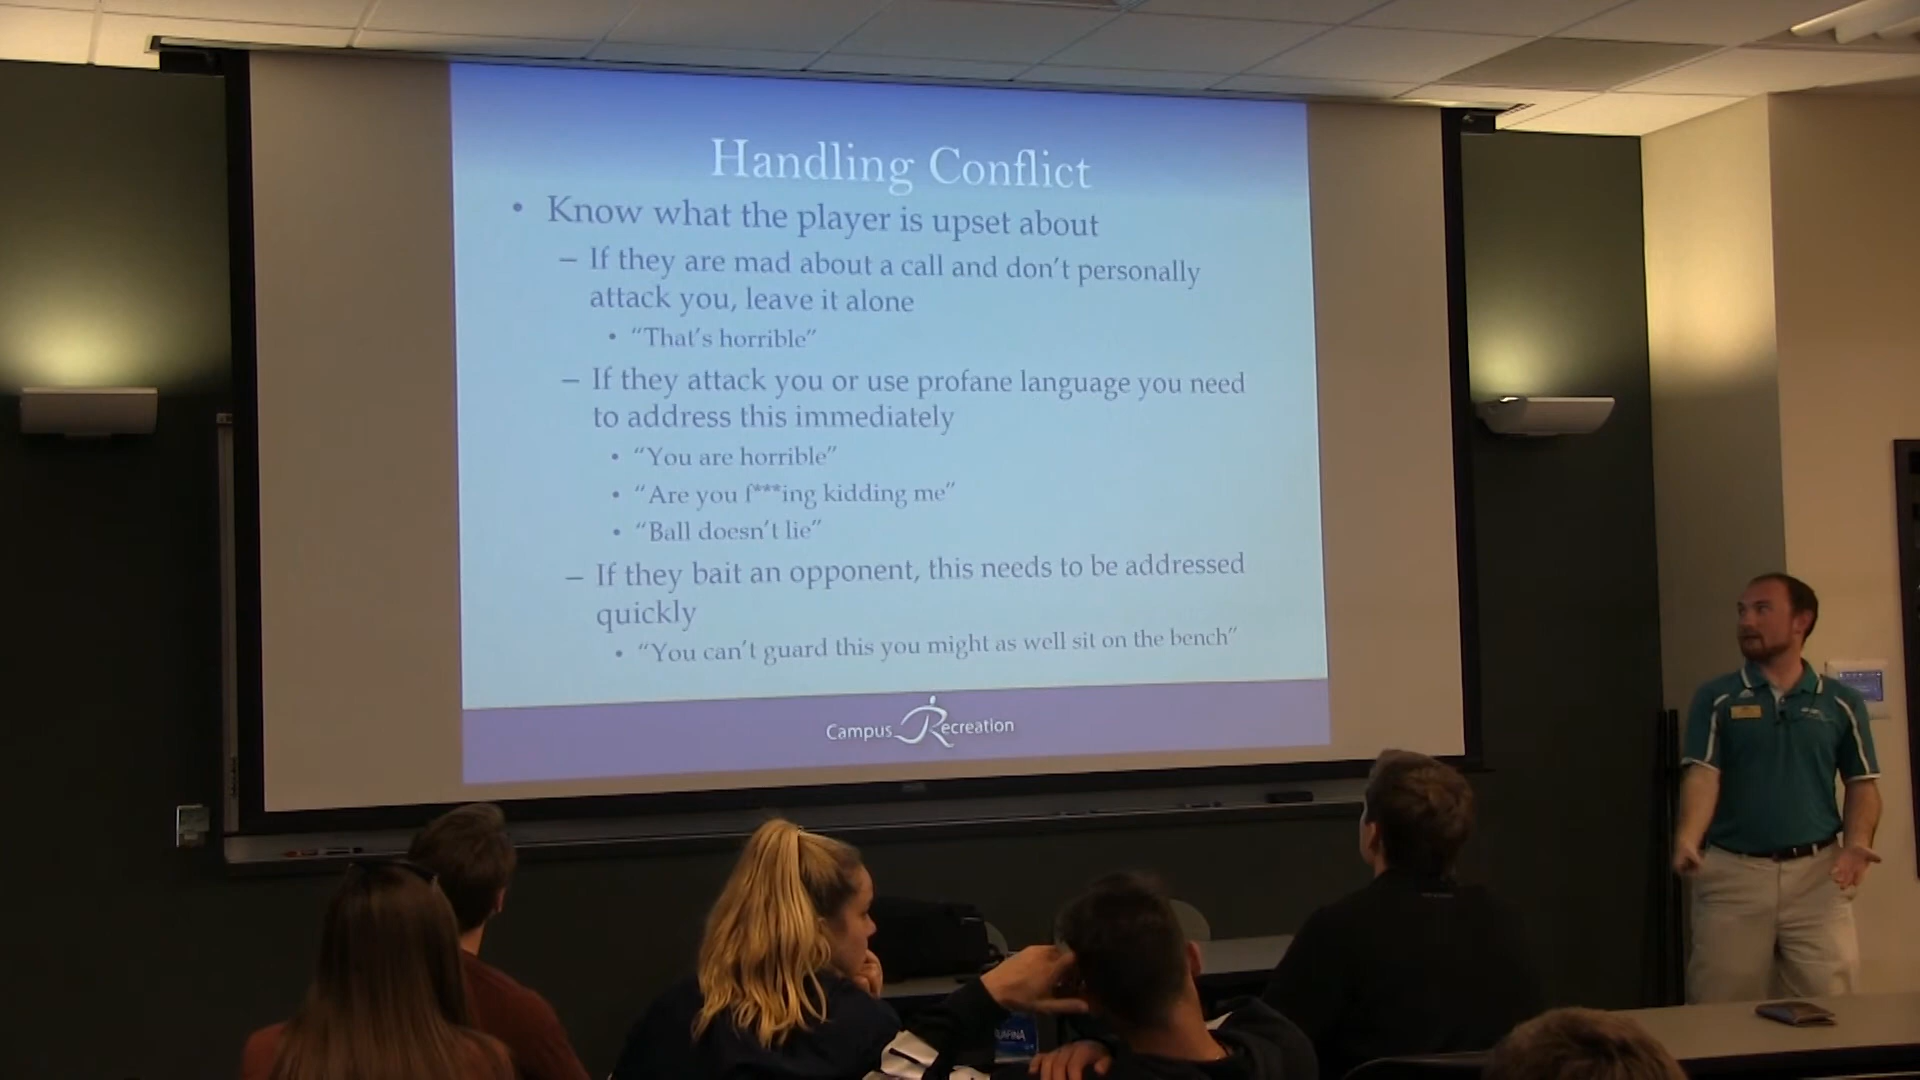 Handling Conflict
• Know what the player is upset about
– If they are mad about a call and don't personally
attack you, leave it alone
• "That's horrible"
– If they attack you or use profane language you need
to address this immediately
• "You are horrible"
• "Are you f***ing kidding me"
• "Ball doesn't lie"
– If they bait an opponent, this needs to be addressed
quickly
• "You can't guard this you might as well sit on the bench"
Campus Recreation